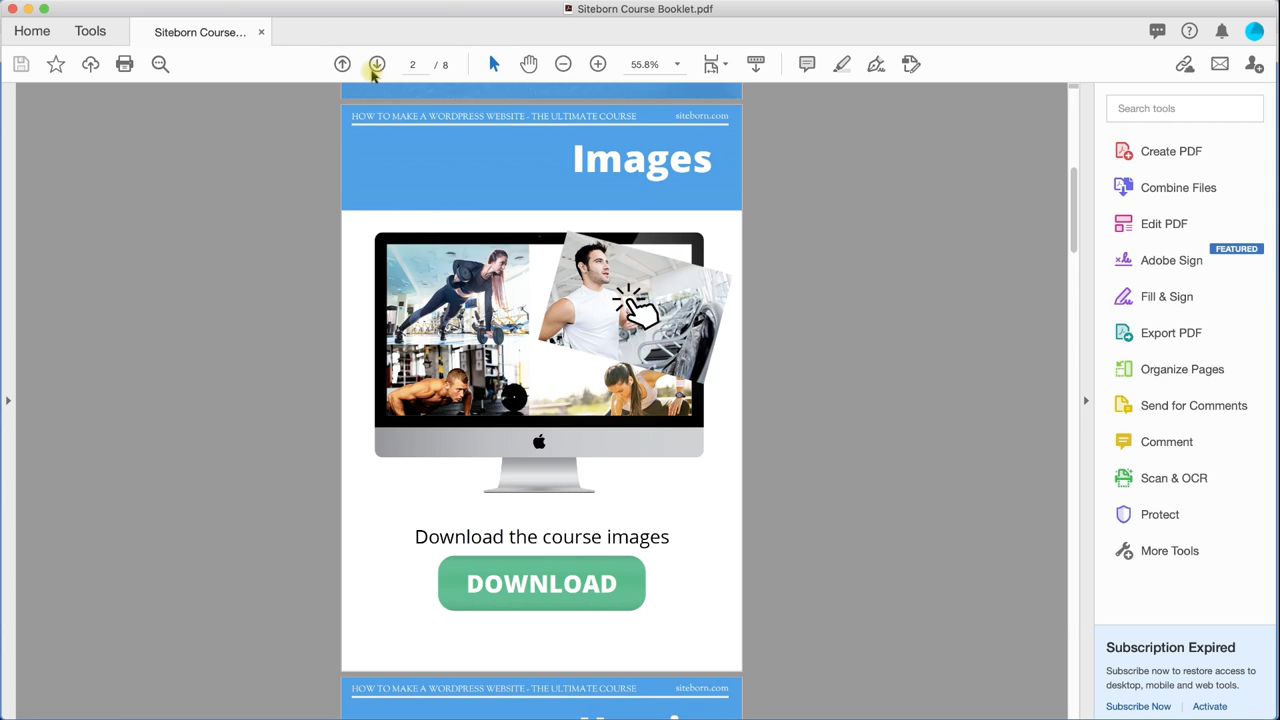 Siteborn Course Booklet.pdf
Home
Tools
Siteborn Course...
2 / 8
55.8%
HOW TO MAKE A WORDPRESS WEBSITE - THE ULTIMATE COURSE
siteborn.com
Images
Download the course images
DOWNLOAD
HOW TO MAKE A WORDPRESS WEBSITE - THE ULTIMATE COURSE
siteborn.com
Search tools
Create PDF
Combine Files
Edit PDF
FEATURED
Adobe Sign
Fill & Sign
Export PDF
Organize Pages
Send for Comments
Comment
Scan & OCR
Protect
More Tools
Subscription Expired
Subscribe now to restore access to
desktop, mobile and web tools.
Subscribe Now | Activate